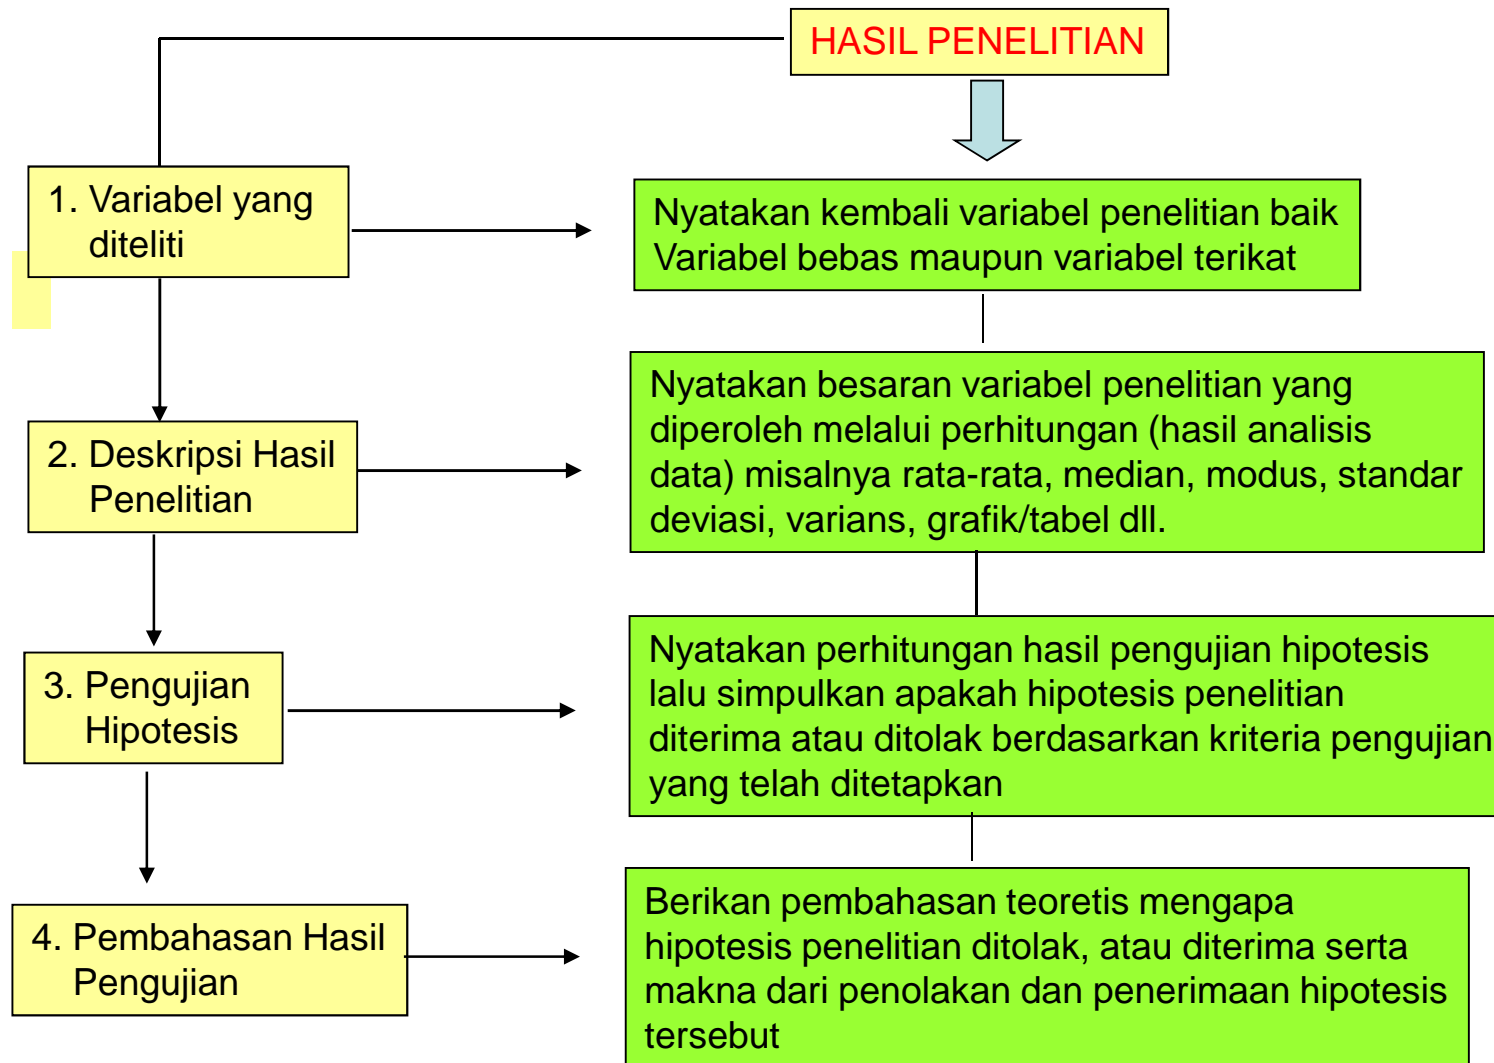 HASIL PENELITIAN
1. Variabel yang
diteliti
Nyatakan kembali variabel penelitian baik
Variabel bebas maupun variabel terikat
2. Deskripsi Hasil
Penelitian
Nyatakan besaran variabel penelitian yang
diperoleh melalui perhitungan (hasil analisis
data) misalnya rata-rata, median, modus, standar
deviasi, varians, grafik/tabel dll.
3. Pengujian
Hipotesis
Nyatakan perhitungan hasil pengujian hipotesis
lalu simpulkan apakah hipotesis penelitian
diterima atau ditolak berdasarkan kriteria pengujian
yang telah ditetapkan
4. Pembahasan Hasil
Pengujian
Berikan pembahasan teoretis mengapa
hipotesis penelitian ditolak, atau diterima serta
makna dari penolakan dan penerimaan hipotesis
tersebut